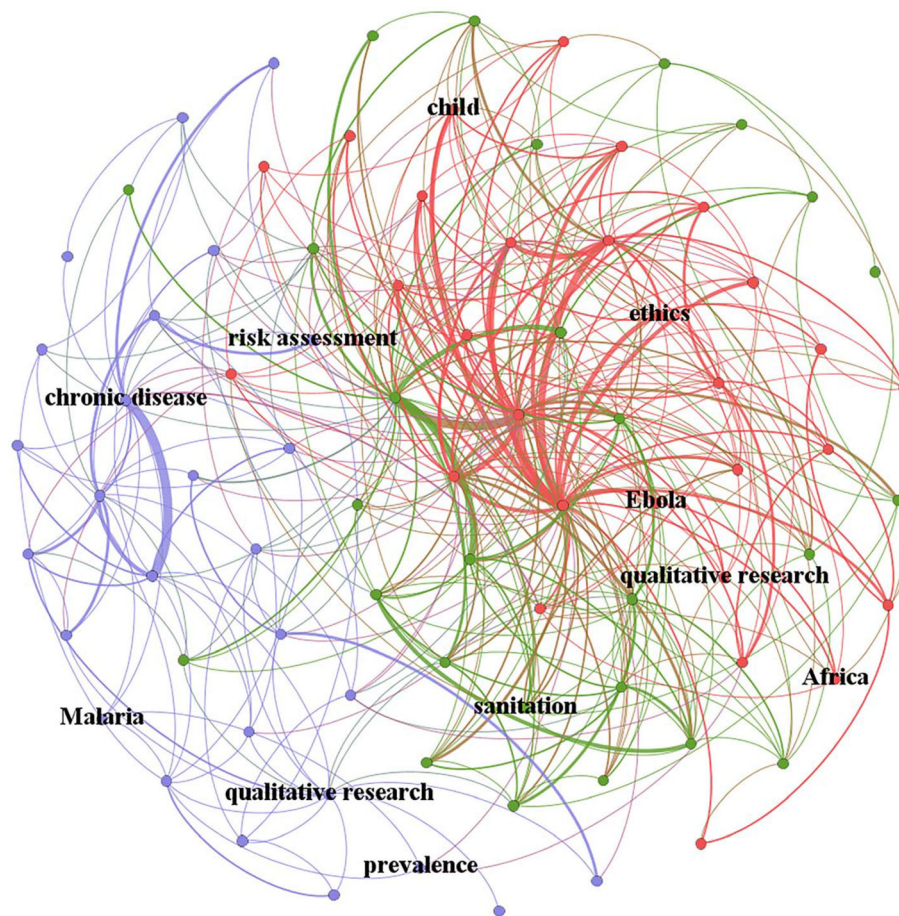 child
ethics
risk assessment
chronic disease
Ebola
qualitative research
Africa
sanitation
Malaria
qualitative research
prevalence